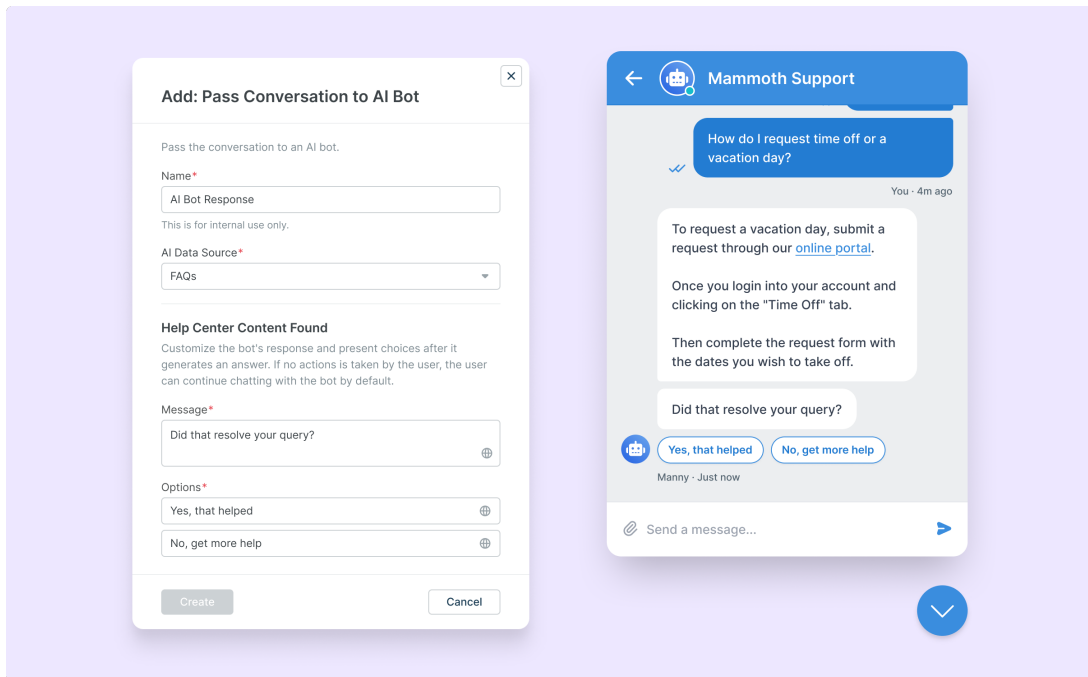 Add: Pass Conversation to AI Bot
Pass the conversation to an AI bot.
Name*
AI Bot Response
This is for internal use only.
AI Data Source*
FAQs
Help Center Content Found
Customize the bot's response and present choices after it
generates an answer. If no actions is taken by the user, the user
can continue chatting with the bot by default.
Message*
Did that resolve your query?
Options*
Yes, that helped
No, get more help
Create
Cancel
Mammoth Support
How do I request time off or a
vacation day?
You · 4m ago
To request a vacation day, submit a
request through our online portal.
Once you login into your account and
clicking on the "Time Off" tab.
Then complete the request form with
the dates you wish to take off.
Did that resolve your query?
Yes, that helped
No, get more help
Manny · Just now
Send a message...